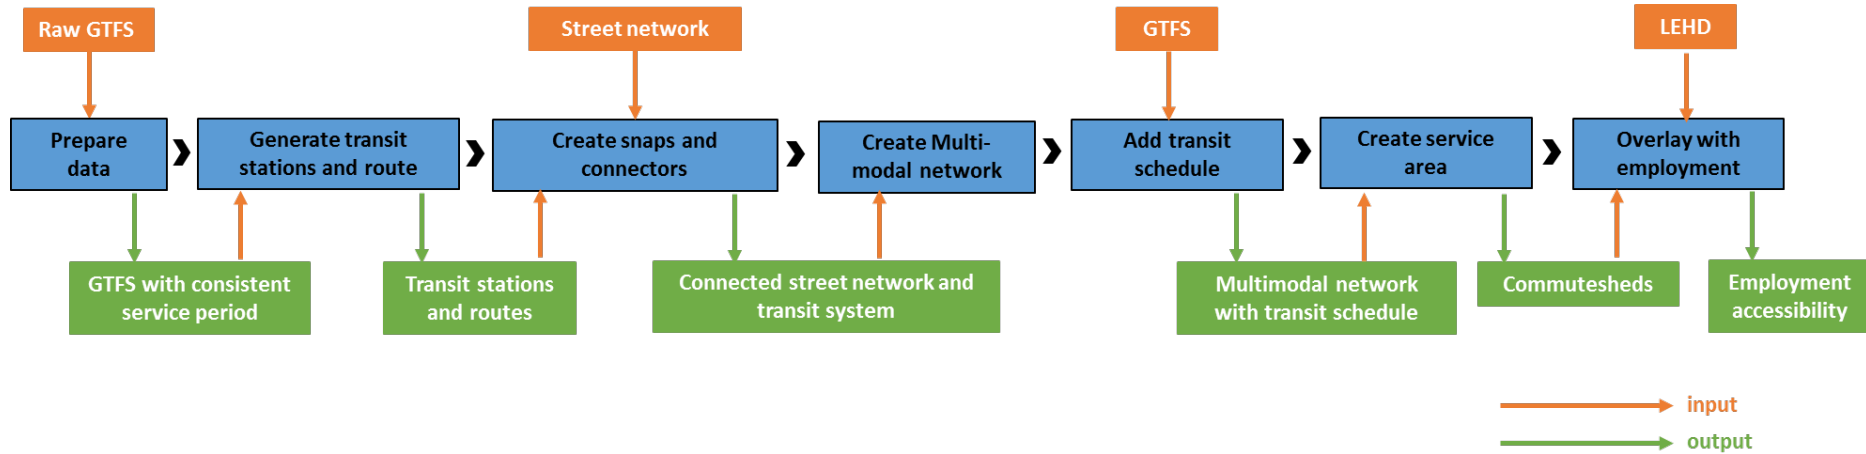 Raw GTFS
Street network
GTFS
LEHD
Prepare
data
Generate transit
stations and route
Create snaps and
connectors
Create Multi-
modal network
Add transit
schedule
Create service
area
Overlay with
employment
GTFS with consistent
service period
Transit stations
and routes
Connected street network and
transit system
Multimodal network
with transit schedule
Commutesheds
Employment
accessibility
input
output